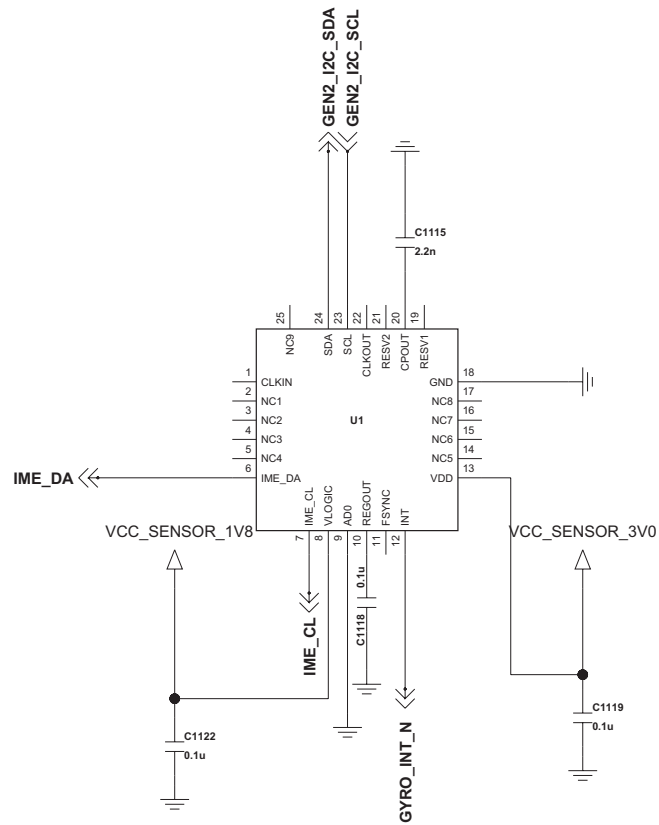 GEN2_I2C_SDA
GEN2_I2C_SCL
C1115
2.2n
25
24
23
22
21
20
19
NC9
SDA
SCL
CLKOUT
RESV2
CPOUT
RESV1
1
CLKIN
2
NC1
3
NC2
4
NC3
5
NC4
6
IME_DA
IME_DA
U1
18
GND
17
NC8
16
NC7
15
NC6
14
NC5
13
VDD
IME_CL
VLOGIC
AD0
REGOUT
FSYNC
INT
7
8
9
10
11
12
VCC_SENSOR_1V8
VCC_SENSOR_3V0
IME_CL
0.1u
C1118
GYRO_INT_N
C1122
0.1u
C1119
0.1u